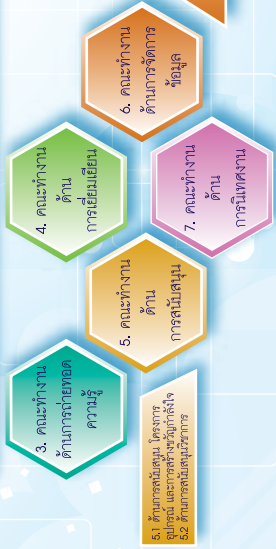 3. คณะทำงาน
ด้านการถ่ายทอด
ความรู้
4. คณะทำงาน
ด้าน
การเยี่ยมเยียน
5. คณะทำงาน
ด้าน
การสนับสนุน
5.1 ด้านการสนับสนุน โครงการ
อุปกรณ์ และการสร้างขวัญกำลังใจ
5.2 ด้านการสนับสนุนวิชาการ
6. คณะทำงาน
ด้านการจัดการ
ข้อมูล
7. คณะทำงาน
ด้าน
การนิเทศงาน